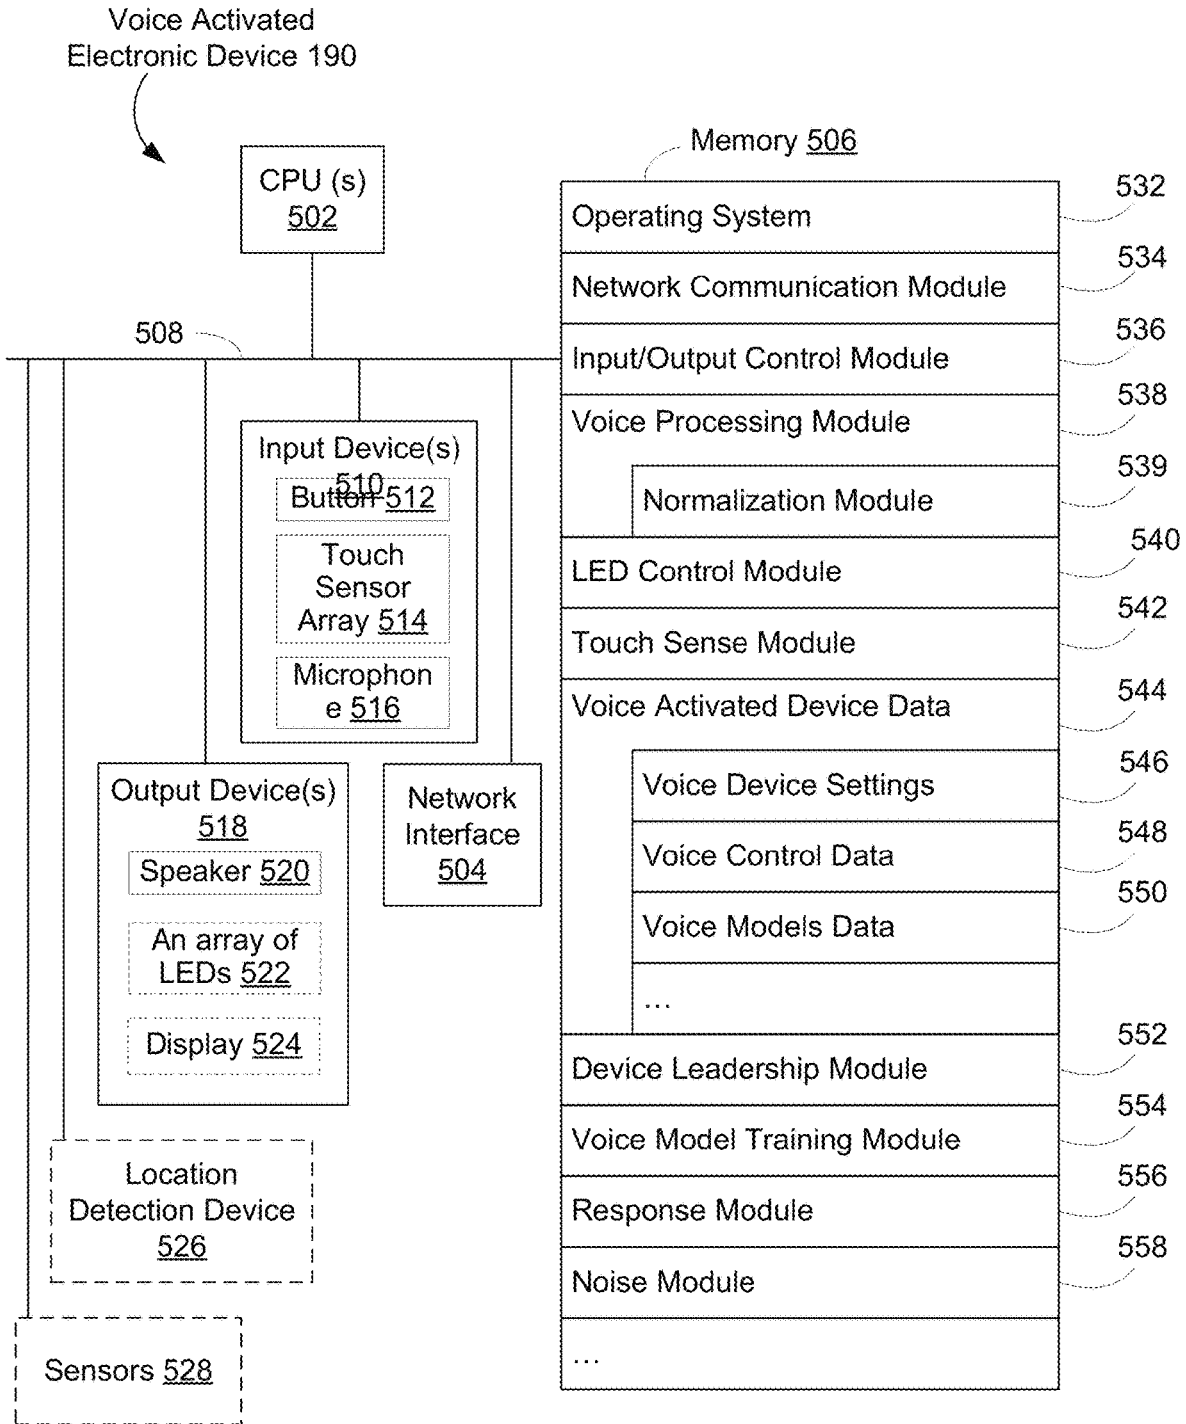 Voice Activated
Electronic Device 190
CPU (s)
502
508
Input Device(s)
510
Button 512
Touch
Sensor
Array 514
Microphon
e 516
Output Device(s)
518
Speaker 520
An array of
LEDs 522
Display 524
Network
Interface
504
Location
Detection Device
526
Sensors 528
Memory 506
Operating System
532
Network Communication Module
534
Input/Output Control Module
536
Voice Processing Module
538
Normalization Module
539
LED Control Module
540
Touch Sense Module
542
Voice Activated Device Data
544
Voice Device Settings
546
Voice Control Data
548
Voice Models Data
550
...
Device Leadership Module
552
Voice Model Training Module
554
Response Module
556
Noise Module
558
...